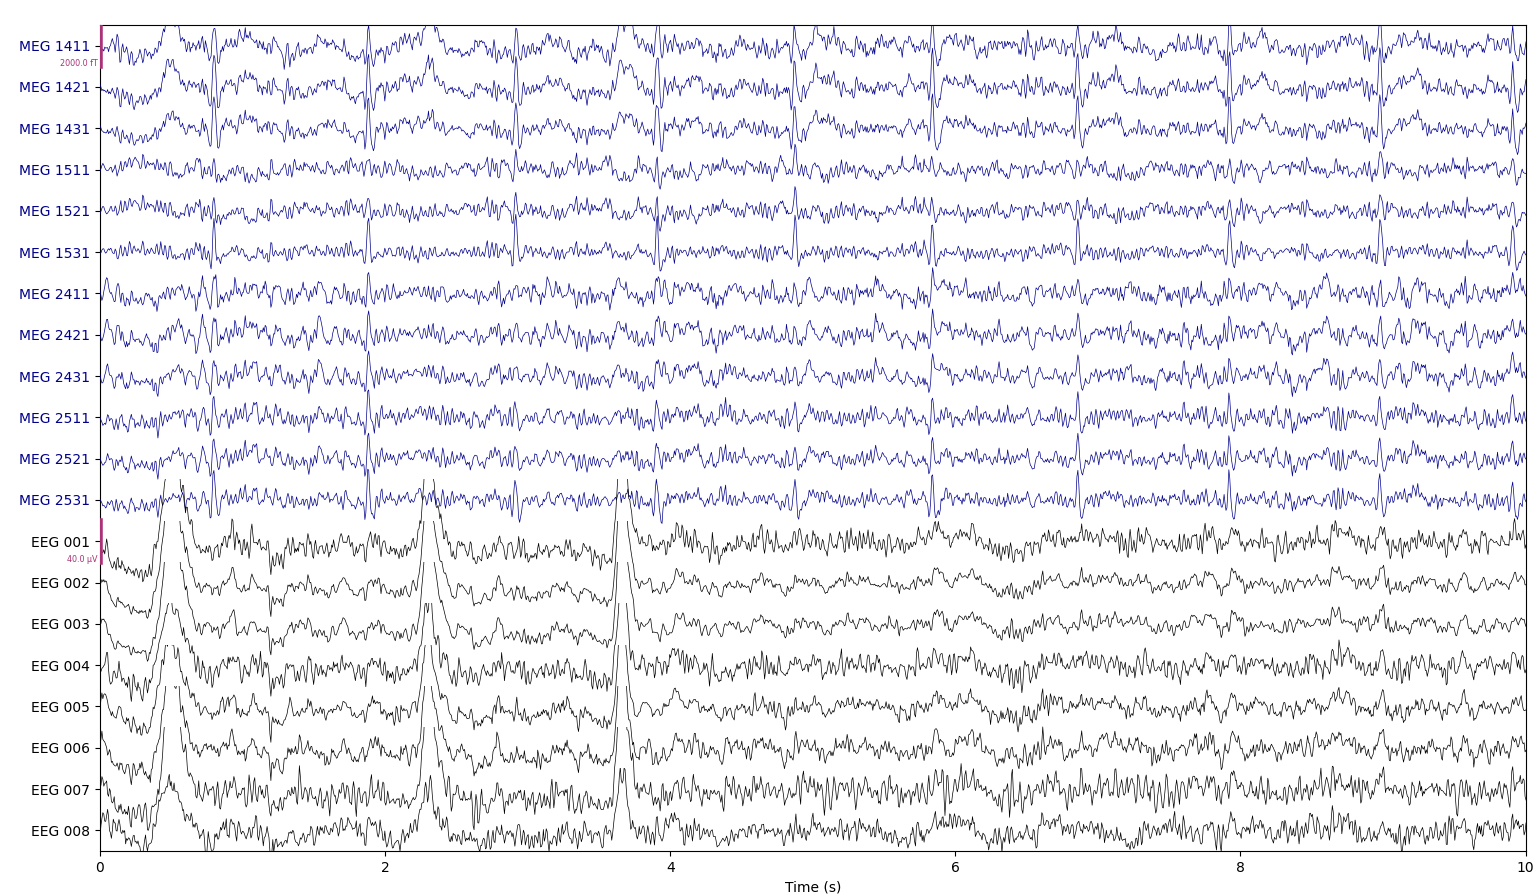 MEG 1411
2000.0 fT
MEG 1421
MEG 1431
MEG 1511
MEG 1521
MEG 1531
MEG 2411
MEG 2421
MEG 2431
MEG 2511
MEG 2521
MEG 2531
EEG 001
40.0 µV
EEG 002
EEG 003
EEG 004
EEG 005
EEG 006
EEG 007
EEG 008
0 2 4 6 8 10
Time (s)